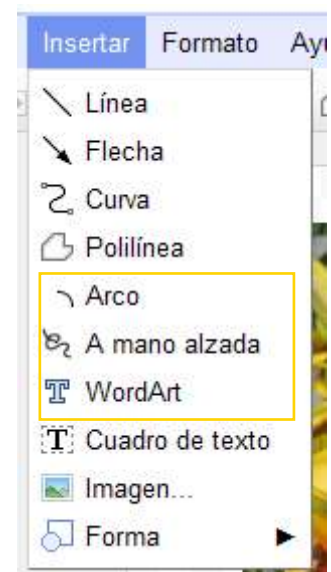 Insertar Formato
Línea
Flecha
Curva
Polilínea
Arco
A mano alzada
WordArt
Cuadro de texto
Imagen...
Forma